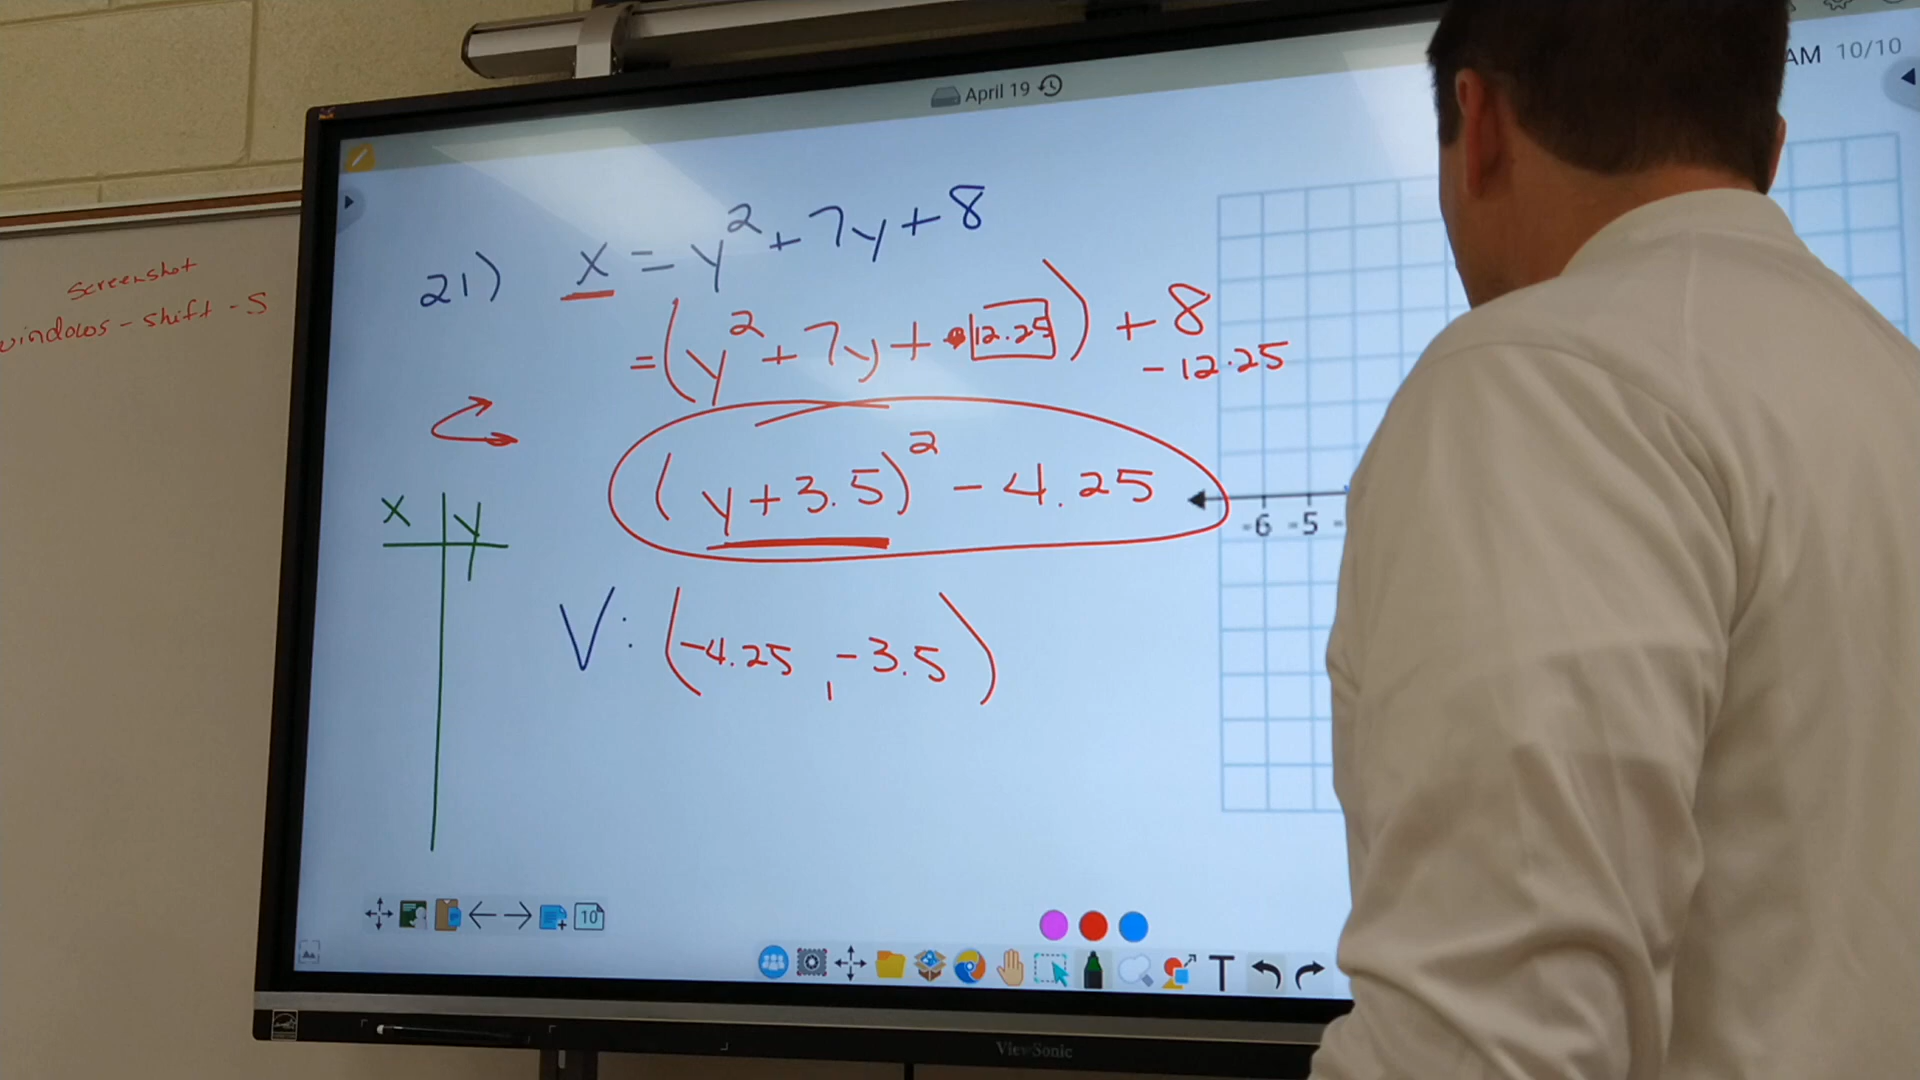 April 19
AM 10/10
21) x = y² + 7y + 8
= (y² + 7y + 12.25) + 8
- 12.25
(y + 3.5)² - 4.25
-6 -5
x y
V: (-4.25, -3.5)
screenshot
windows - shift - S
10
T
ViewSonic